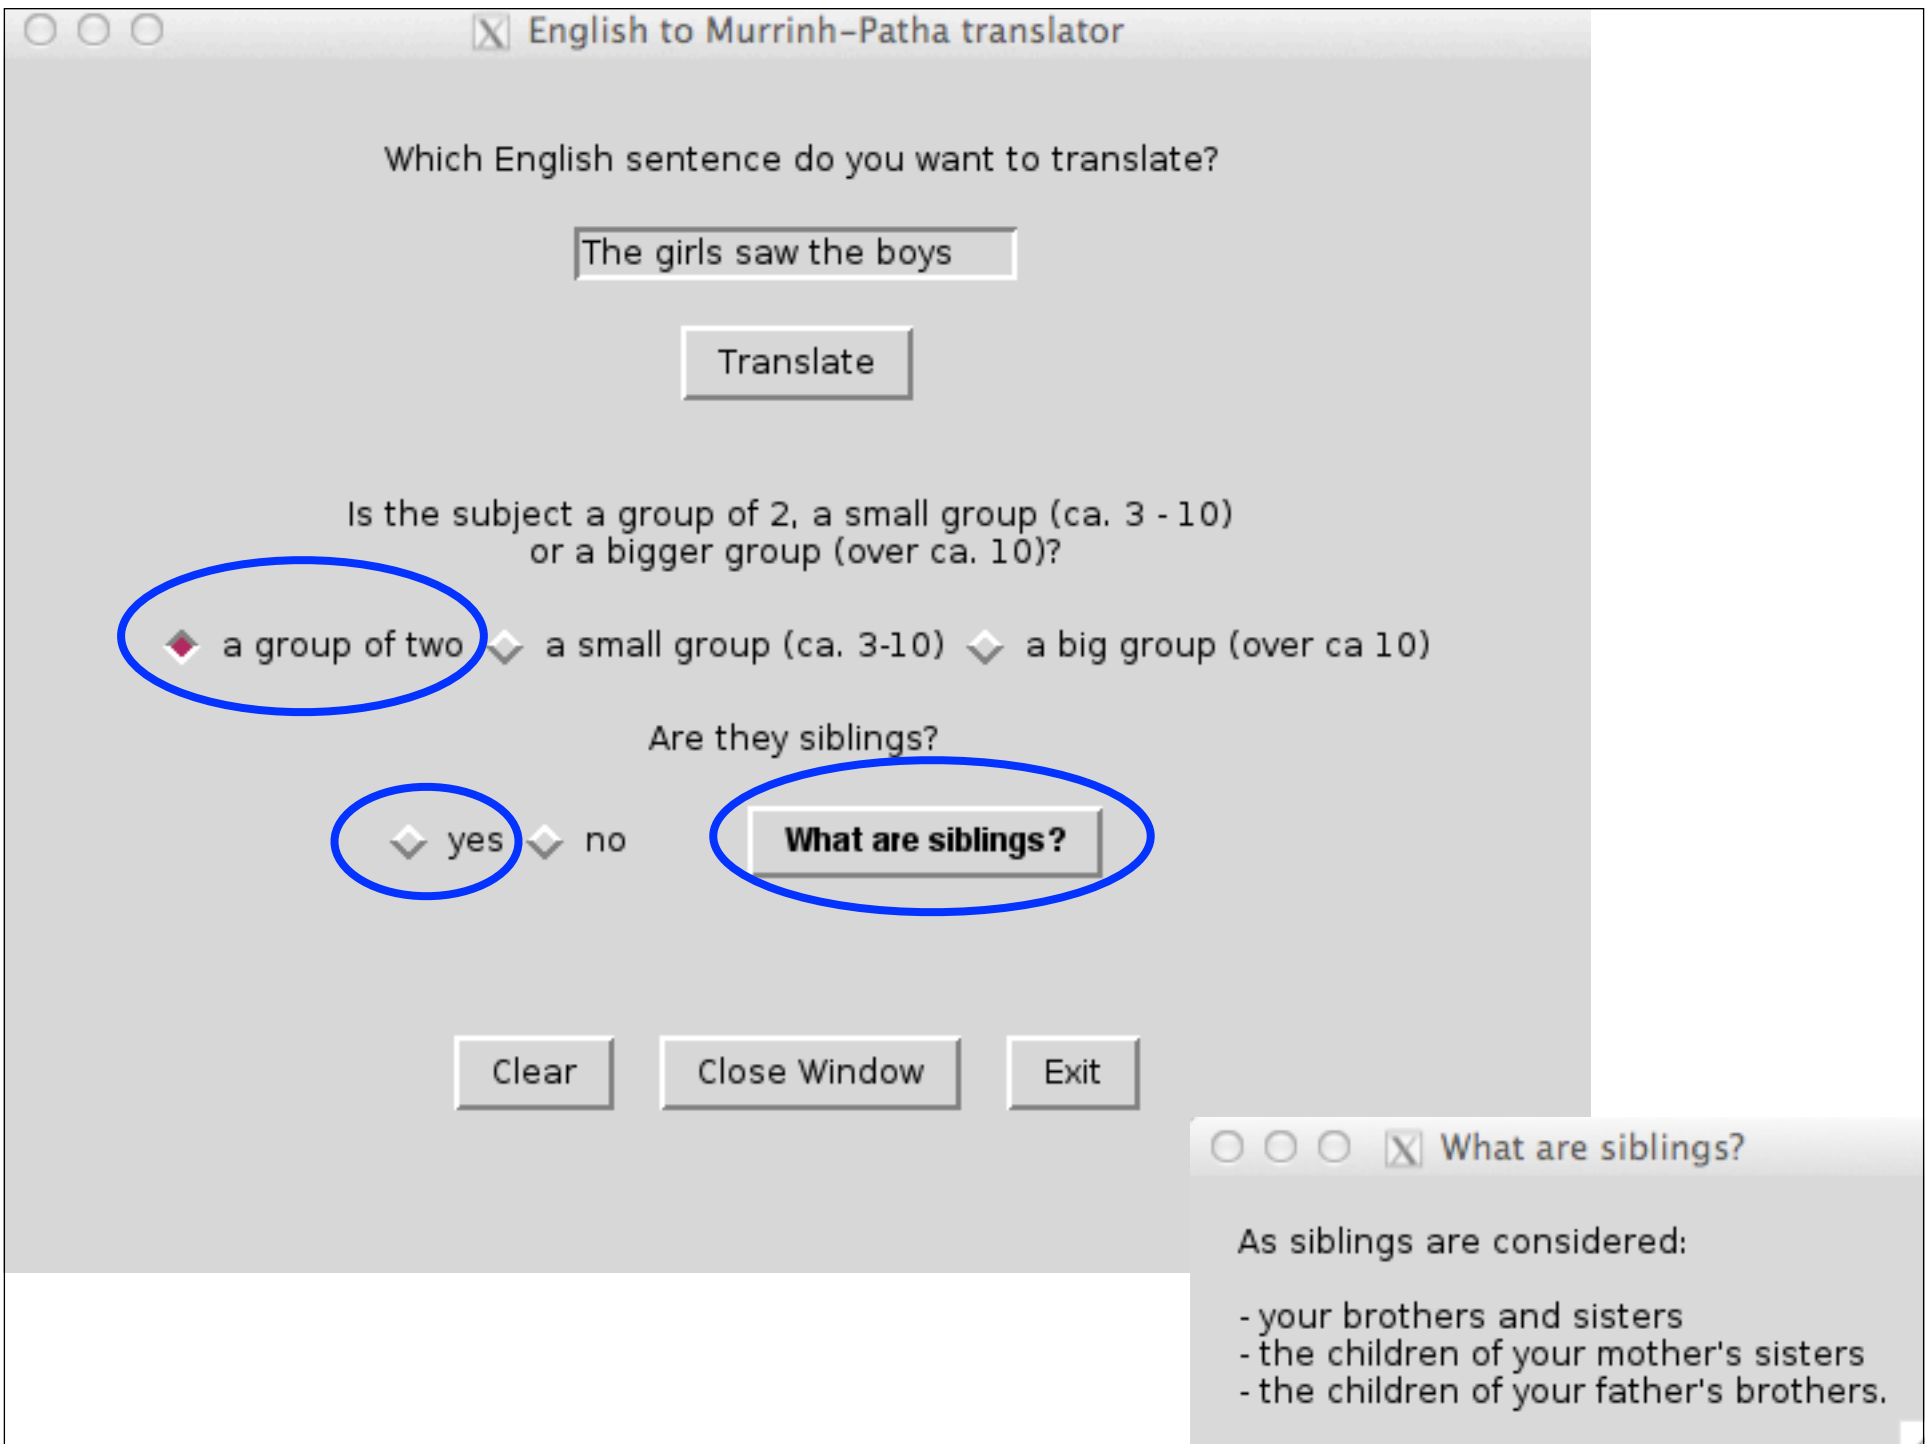 English to Murrinh-Patha translator
Which English sentence do you want to translate?
The girls saw the boys
Translate
Is the subject a group of 2, a small group (ca. 3 - 10)
or a bigger group (over ca. 10)?
a group of two a small group (ca. 3-10) a big group (over ca 10)
Are they siblings?
yes no What are siblings?
Clear Close Window Exit
What are siblings?
As siblings are considered:
- your brothers and sisters
- the children of your mother's sisters
- the children of your father's brothers.